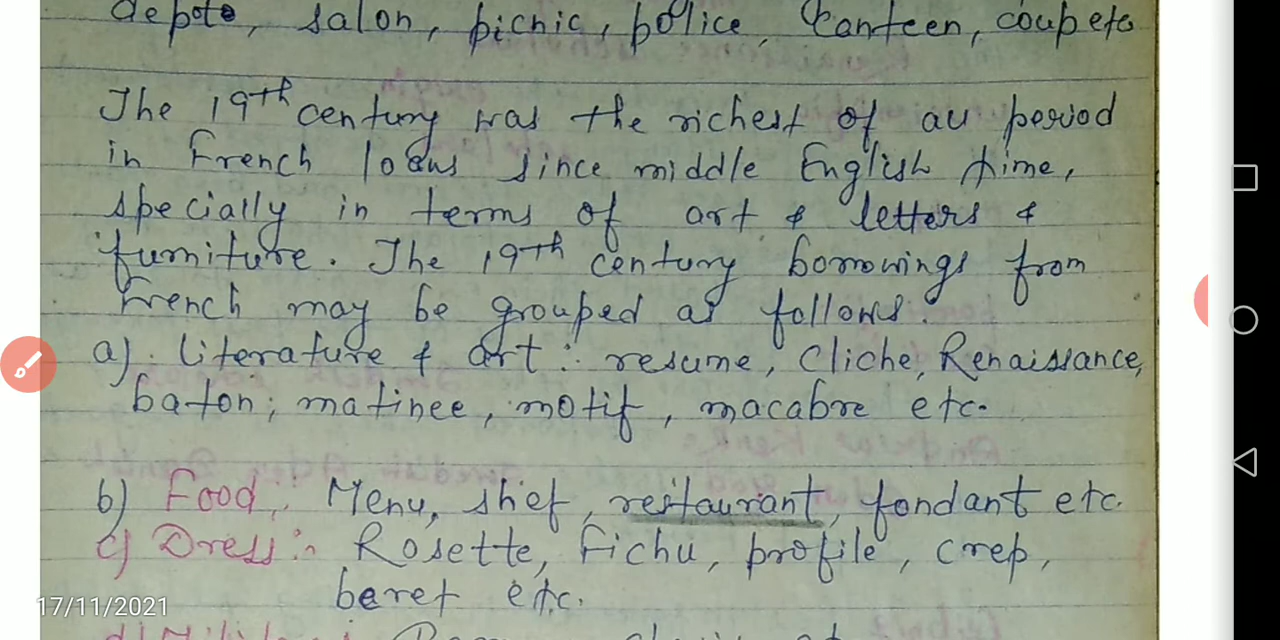 depots, salon, picnic, police, Canteen, coup etc
The 19th century was the richest of all period
in French loans since middle English time,
specially in terms of art & letters &
furniture. The 19th century borrowings from
French may be grouped as follows:
a). Literature & art: resume, Cliche, Renaissance,
baton; matinee, motif, macabre etc.
b) Food: Menu, shef, restaurant, fondant etc.
c) Dress:- Rosette, Fichu, profile, crep,
beret etc.
17/11/2021